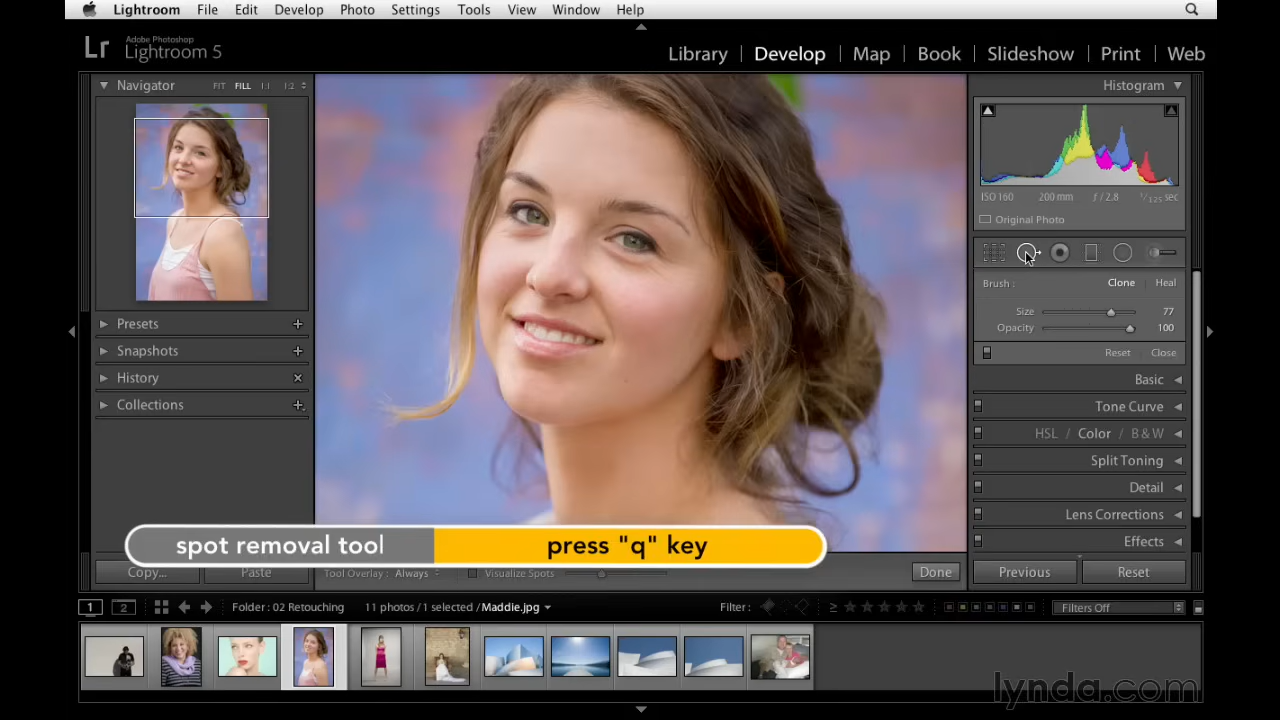 Lightroom File Edit Develop Photo Settings Tools View Window Help
Lr Adobe Photoshop
Lightroom 5
Library | Develop | Map | Book | Slideshow | Print | Web
Navigator FIT FILL 1:1 1:2
Histogram
ISO 160 200 mm f / 2.8 1/125 sec
Original Photo
Brush : Clone Heal
Size 77
Opacity 100
Reset Close
Presets
Snapshots
History
Collections
Basic
Tone Curve
HSL / Color / B & W
Split Toning
Detail
Lens Corrections
Effects
spot removal tool press "q" key
Copy... Paste Tool Overlay : Always Visualize Spots Done Previous Reset
1 2 Folder : 02 Retouching 11 photos / 1 selected / Maddie.jpg Filter : ≥ Filters Off
lynda.com